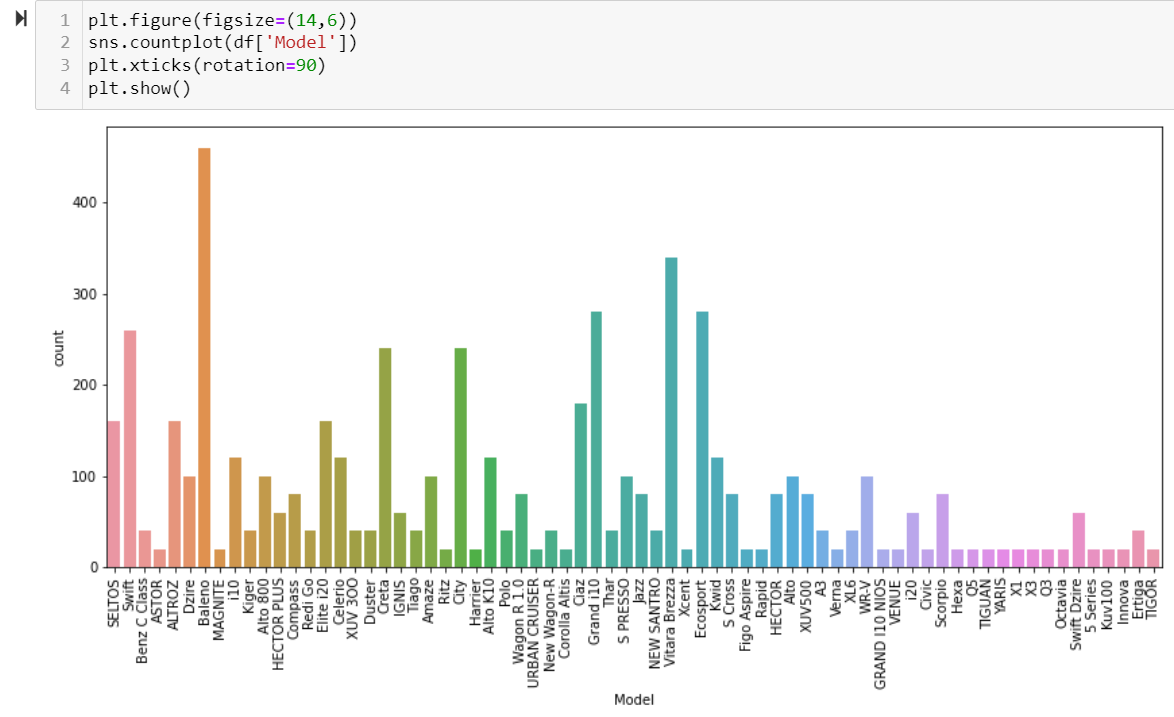 1 plt.figure(figsize=(14,6))
2 sns.countplot(df['Model'])
3 plt.xticks(rotation=90)
4 plt.show()
400
300
200
100
0
count
SELTOS
Swift
Benz C Class
ASTOR
ALTROZ
Dzire
Baleno
MAGNITE
i10
Kiger
Alto 800
HECTOR PLUS
Compass
Redi Go
Elite i20
Celerio
XUV 3OO
Duster
Creta
IGNIS
Tiago
Amaze
Ritz
City
Harrier
Alto K10
Polo
Wagon R 1.0
URBAN CRUISER
New Wagon-R
Corolla Altis
Ciaz
Grand i10
Thar
S PRESSO
Jazz
NEW SANTRO
Vitara Brezza
Xcent
Ecosport
Kwid
S Cross
Figo Aspire
Rapid
HECTOR
Alto
XUV500
A3
Verna
XL6
WR-V
GRAND I10 NIOS
VENUE
i20
Civic
Scorpio
Hexa
Q5
TIGUAN
YARIS
X1
X3
Q3
Octavia
Swift Dzire
5 Series
Kuv100
Innova
Ertiga
TIGOR
Model